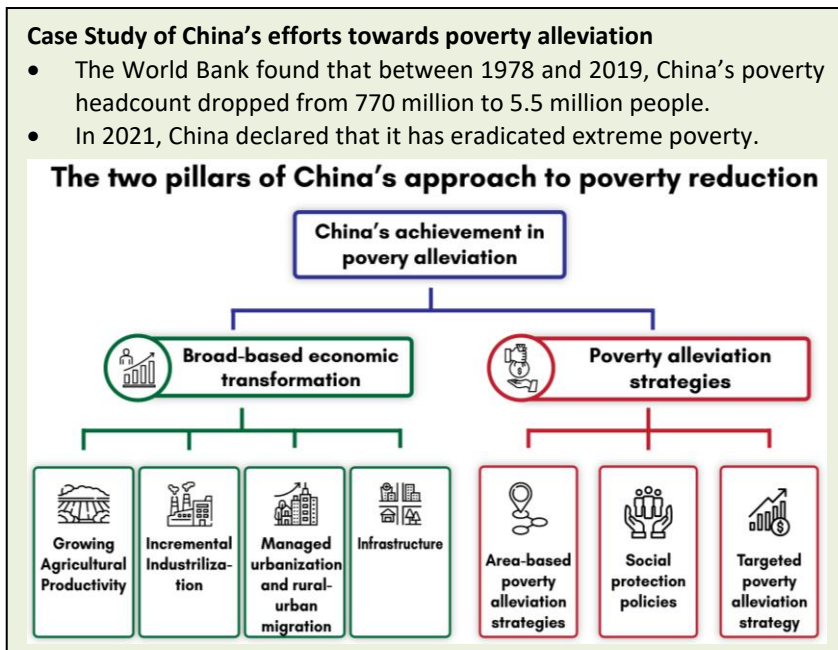 Case Study of China’s efforts towards poverty alleviation
• The World Bank found that between 1978 and 2019, China’s poverty
headcount dropped from 770 million to 5.5 million people.
• In 2021, China declared that it has eradicated extreme poverty.
The two pillars of China’s approach to poverty reduction
China’s achievement in
povery alleviation
Broad-based economic
transformation
Poverty alleviation
strategies
Growing
Agricultural
Productivity
Incremental
Industriliza-
tion
Managed
urbanization
and rural-
urban
migration
Infrastructure
Area-based
poverty
alleviation
strategies
Social
protection
policies
Targeted
poverty
alleviation
strategy